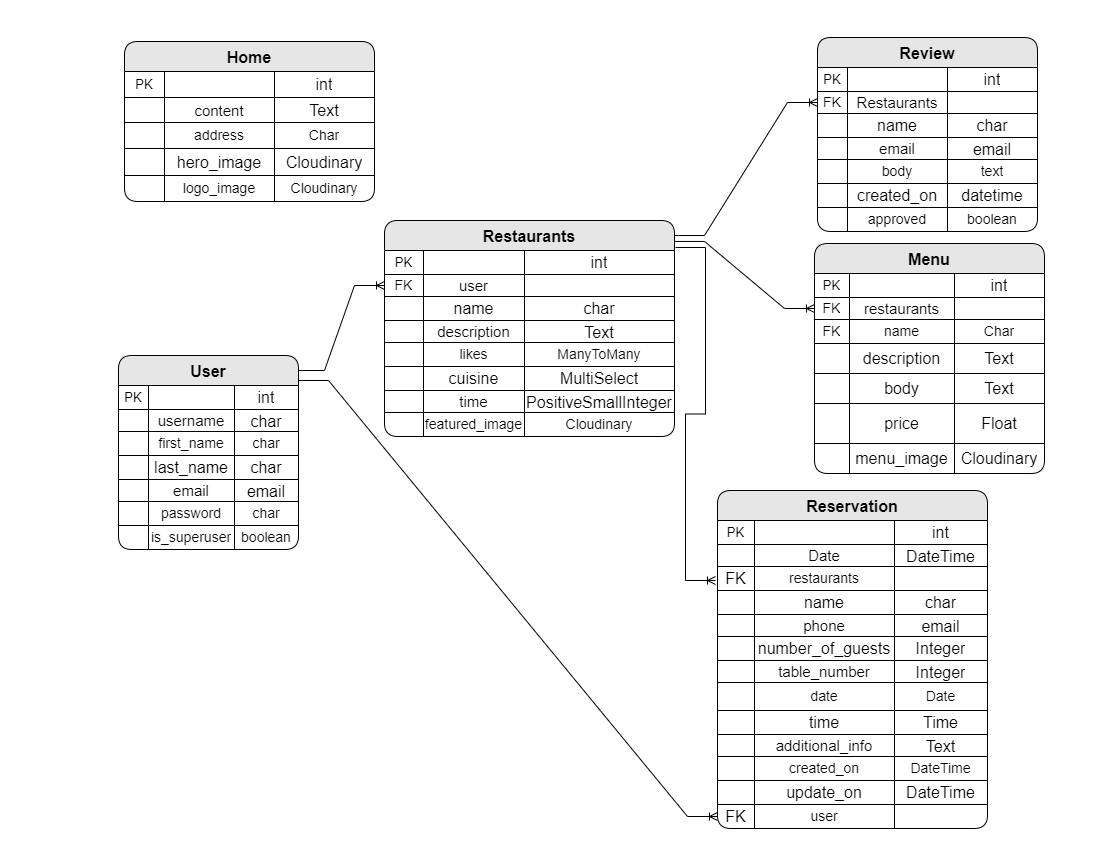 Home
PK int
content Text
address Char
hero_image Cloudinary
logo_image Cloudinary
Review
PK int
FK Restaurants
name char
email email
body text
created_on datetime
approved boolean
Restaurants
PK int
FK user
name char
description Text
likes ManyToMany
cuisine MultiSelect
time PositiveSmallInteger
featured_image Cloudinary
Menu
PK int
FK restaurants
FK name Char
description Text
body Text
price Float
menu_image Cloudinary
User
PK int
username char
first_name char
last_name char
email email
password char
is_superuser boolean
Reservation
PK int
Date DateTime
FK restaurants
name char
phone email
number_of_guests Integer
table_number Integer
date Date
time Time
additional_info Text
created_on DateTime
update_on DateTime
FK user